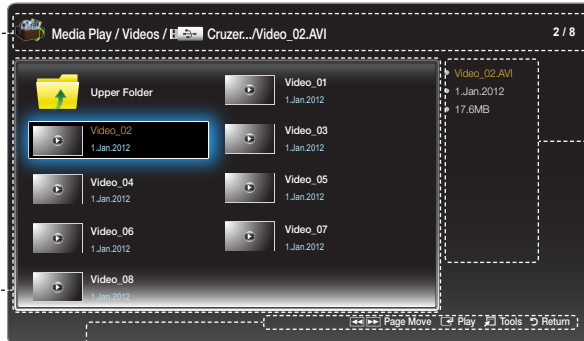 Media Play / Videos / Cruzer.../Video_02.AVI
2 / 8
Upper Folder
Video_01
1.Jan.2012
Video_02
1.Jan.2012
Video_03
1.Jan.2012
Video_04
1.Jan.2012
Video_05
1.Jan.2012
Video_06
1.Jan.2012
Video_07
1.Jan.2012
Video_08
1.Jan.2012
Video_02.AVI
1.Jan.2012
17.6MB
Page Move Play Tools Return